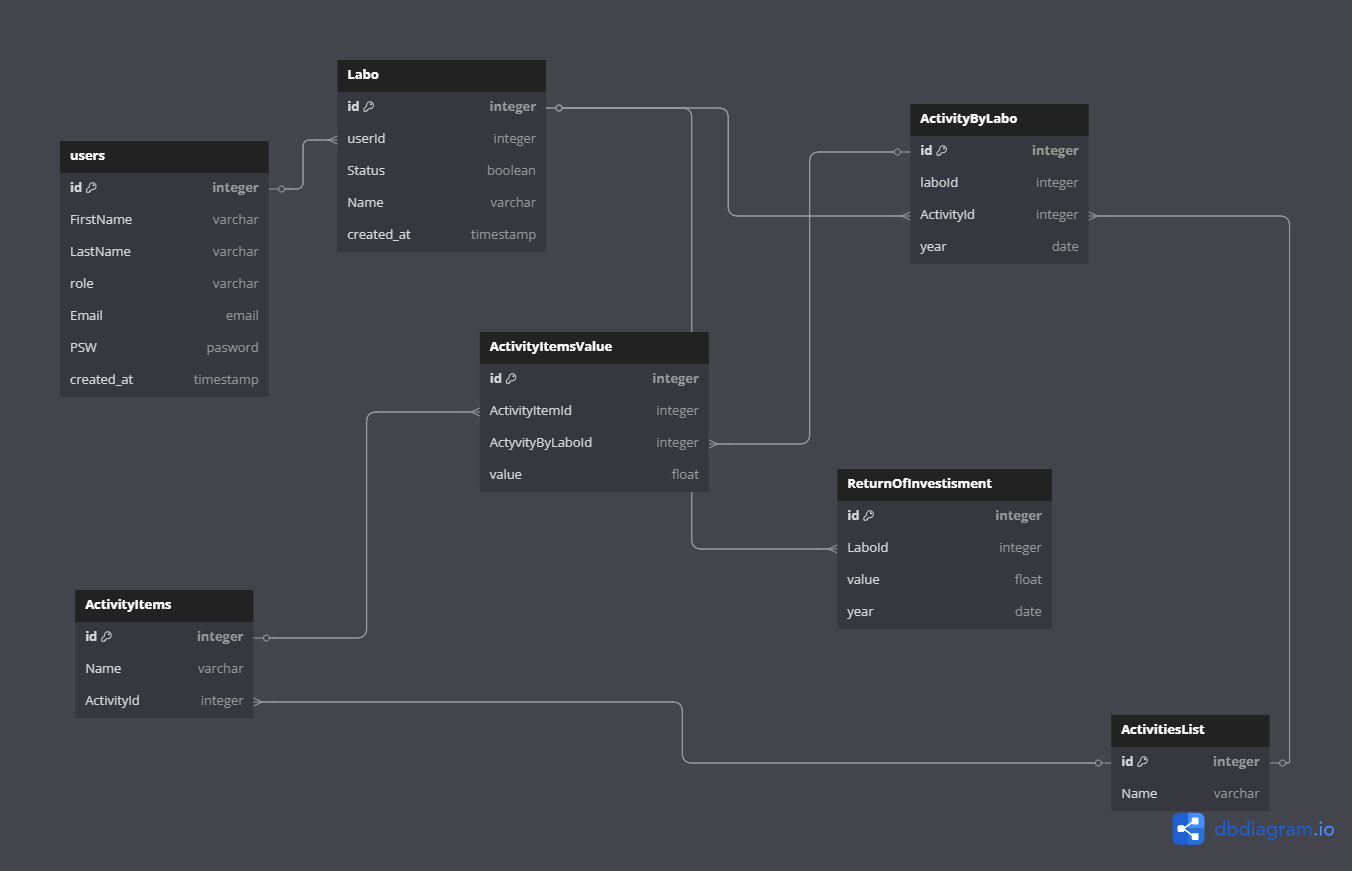 Labo
id integer
userId integer
Status boolean
Name varchar
created_at timestamp
users
id integer
FirstName varchar
LastName varchar
role varchar
Email email
PSW pasword
created_at timestamp
ActivityByLabo
id integer
laboId integer
ActivityId integer
year date
ActivityItemsValue
id integer
ActivityItemId integer
ActyvityByLaboId integer
value float
ReturnOfInvestisment
id integer
LaboId integer
value float
year date
ActivityItems
id integer
Name varchar
ActivityId integer
ActivitiesList
id integer
Name varchar
dbdiagram.io